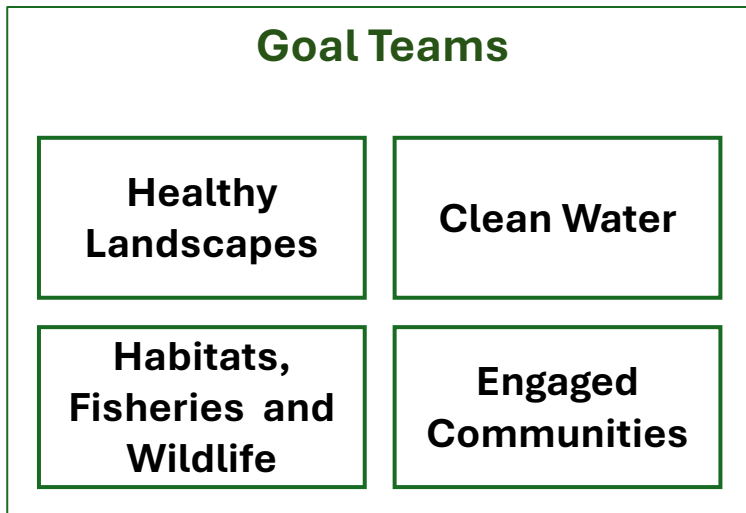 Goal Teams
Healthy
Landscapes
Clean Water
Habitats,
Fisheries  and
Wildlife
Engaged
Communities